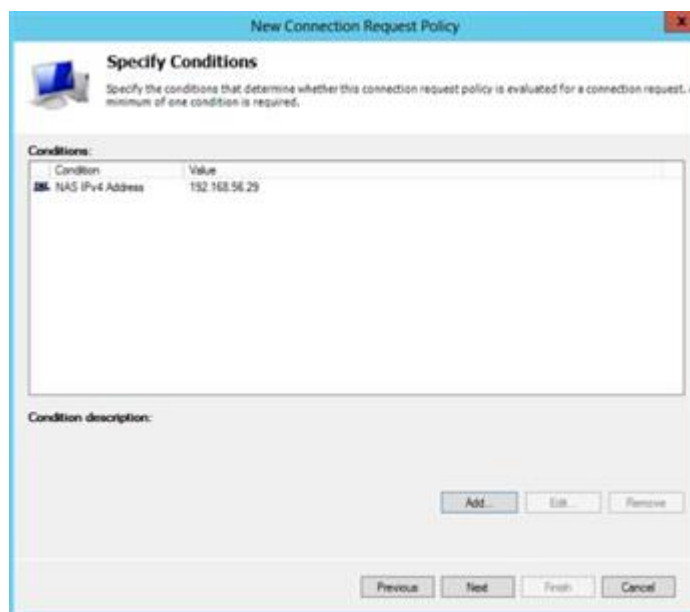 New Connection Request Policy
x
Specify Conditions
Specify the conditions that determine whether this connection request policy is evaluated for a connection request.
minimum of one condition is required.
Conditions:
Condition Value
NAS IPv4 Address 192.168.56.29
Condition description:
Add... Edit... Remove
Previous Next Finish Cancel